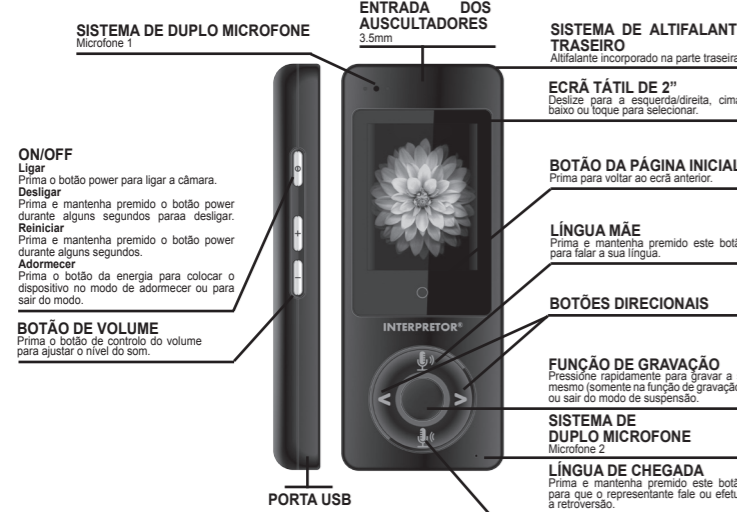 SISTEMA DE DUPLO MICROFONE
Microfone 1
ENTRADA DOS
AUSCULTADORES
3.5mm
SISTEMA DE ALTIFALANT
TRASEIRO
Altifalante incorporado na parte traseira
ECRÃ TÁTIL DE 2”
Deslize para a esquerda/direita, cima
baixo ou toque para selecionar.
BOTÃO DA PÁGINA INICIAL
Prima para voltar ao ecrã anterior.
LÍNGUA MÃE
Prima e mantenha premido este botã
para falar a sua língua.
BOTÕES DIRECIONAIS
FUNÇÃO DE GRAVAÇÃO
Pressione rapidamente para gravar a
mesmo (somente na função de gravação
ou sair do modo de suspensão.
SISTEMA DE
DUPLO MICROFONE
Microfone 2
LÍNGUA DE CHEGADA
Prima e mantenha premido este botã
para que o representante fale ou efetu
a retroversão.
ON/OFF
Ligar
Prima o botão power para ligar a câmara.
Desligar
Prima e mantenha premido o botão power
durante alguns segundos paraa desligar.
Reiniciar
Prima e mantenha premido o botão power
durante alguns segundos.
Adormecer
Prima o botão da energia para colocar o
dispositivo no modo de adormecer ou para
sair do modo.
BOTÃO DE VOLUME
Prima o botão de controlo do volume
para ajustar o nível do som.
+
−
INTERPRETOR®
< >
PORTA USB